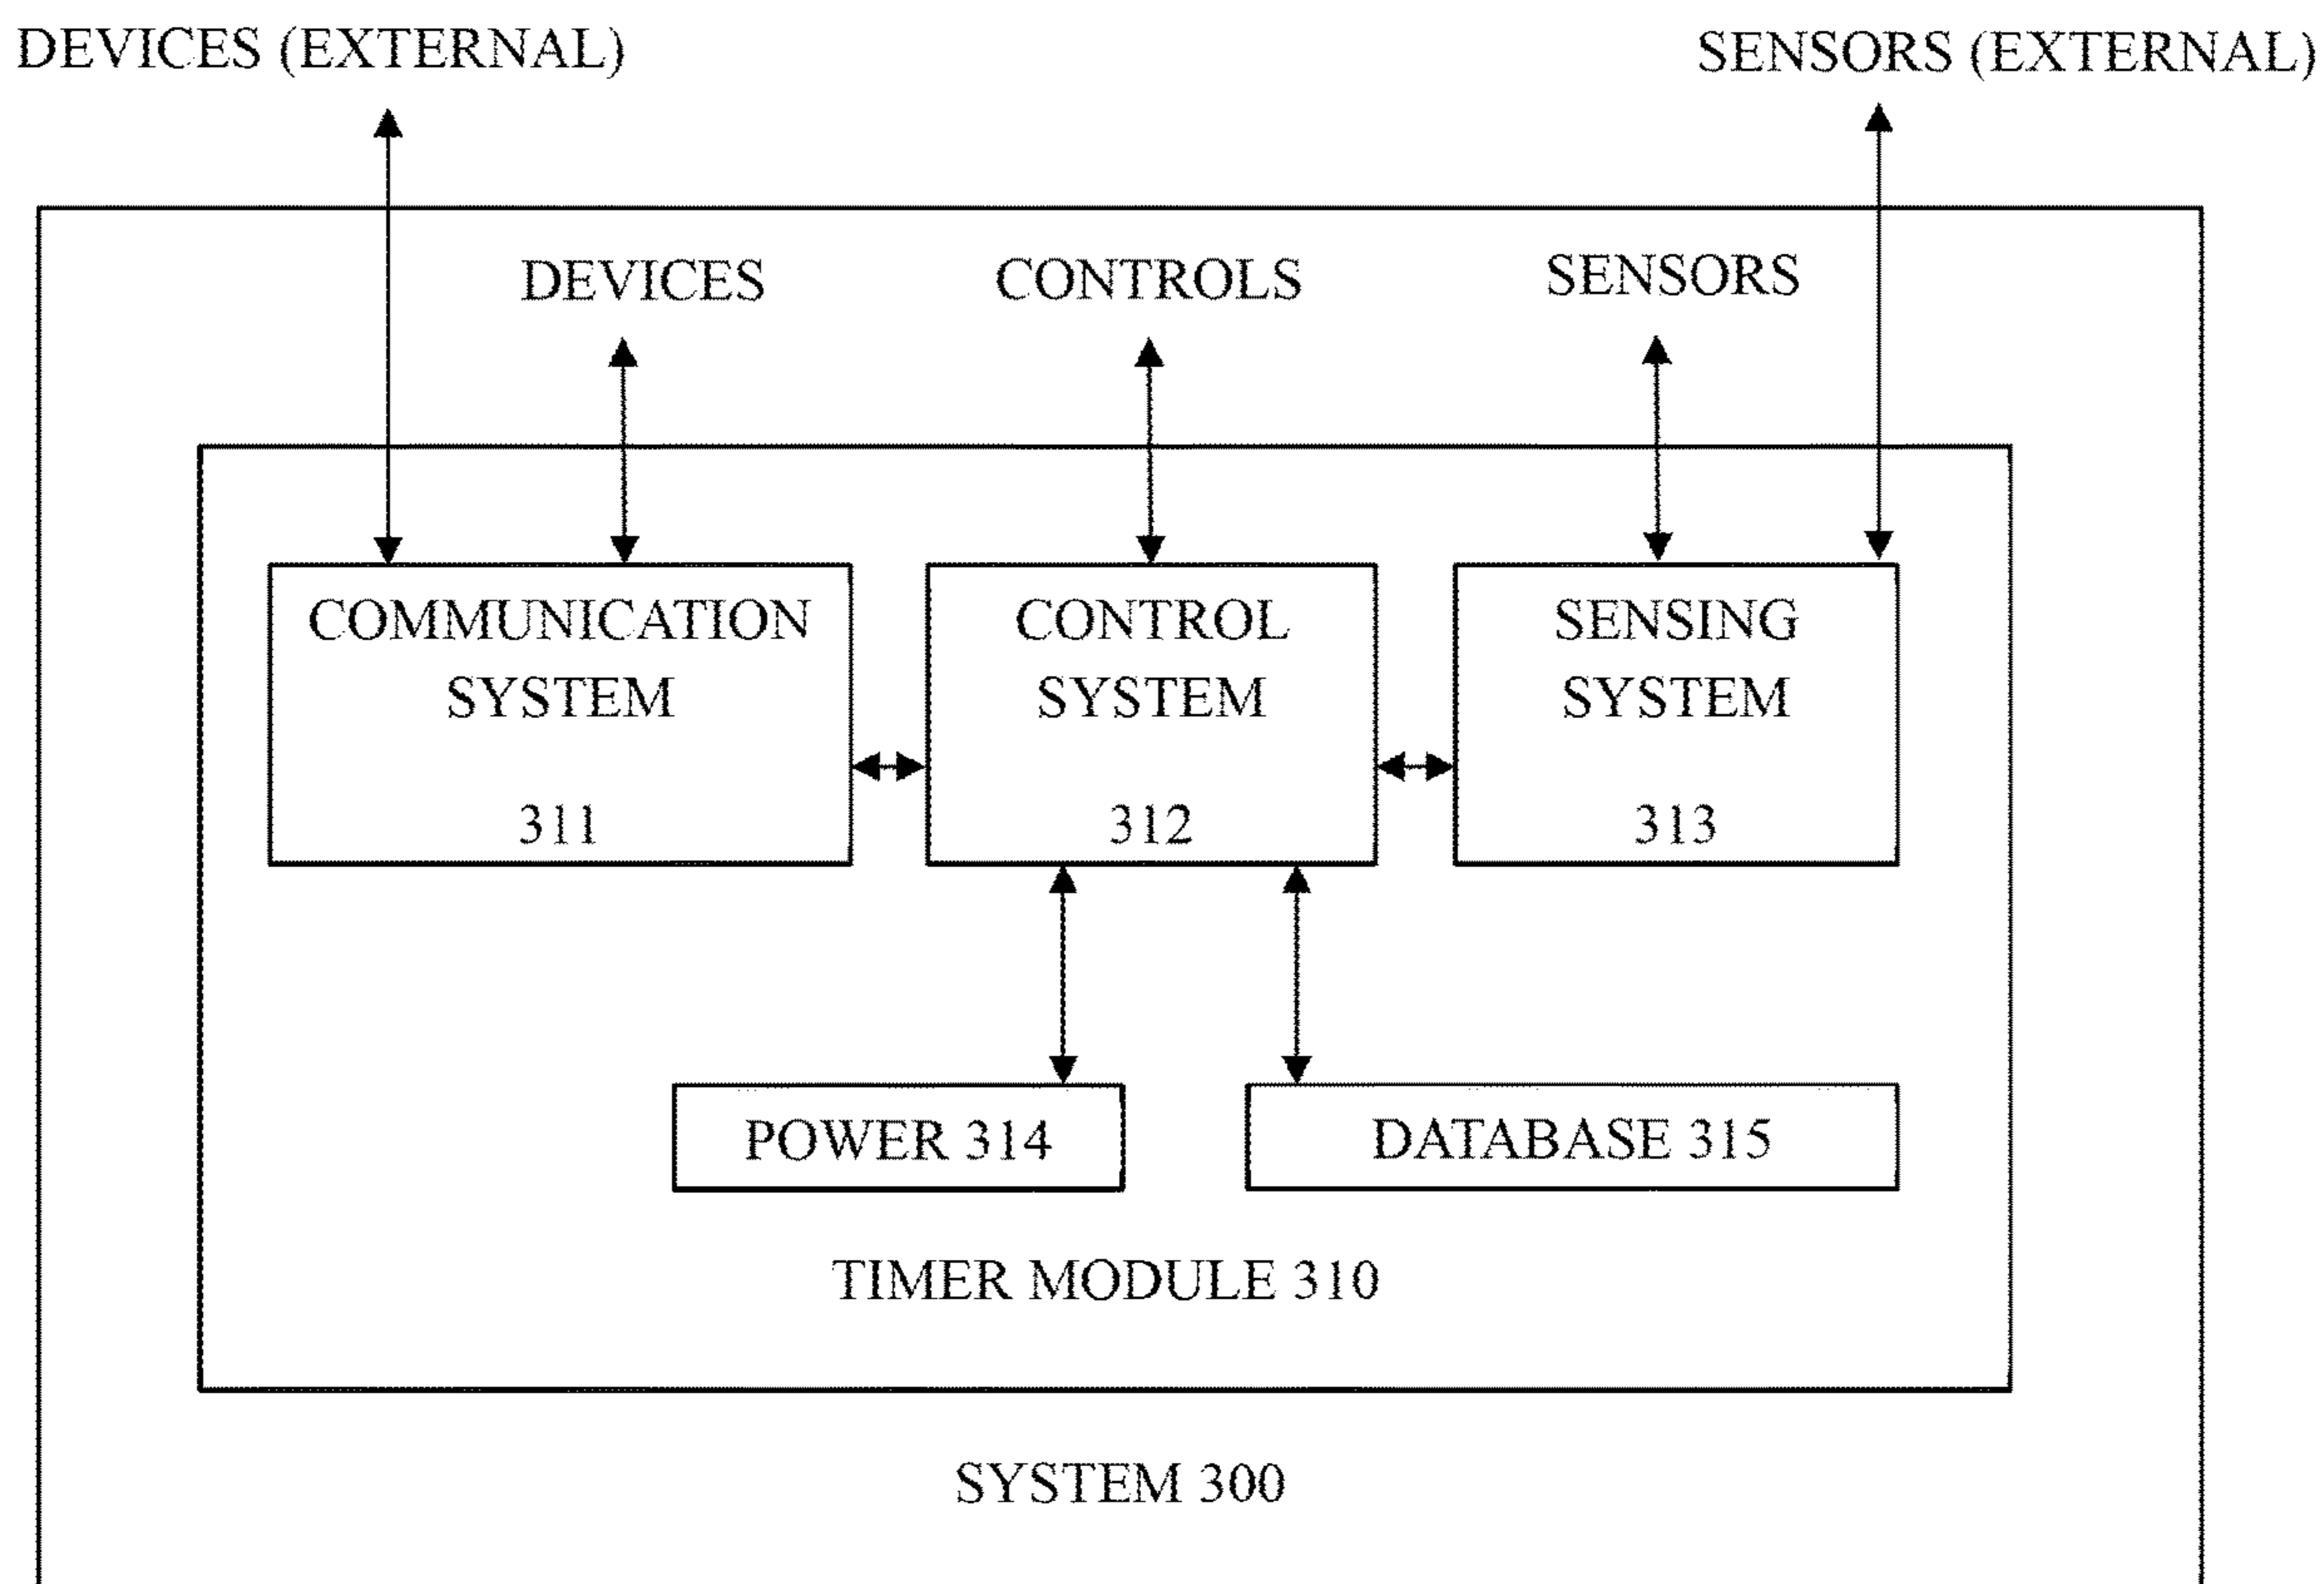 DEVICES (EXTERNAL)
SENSORS (EXTERNAL)
DEVICES
CONTROLS
SENSORS
COMMUNICATION
SYSTEM
311
CONTROL
SYSTEM
312
SENSING
SYSTEM
313
POWER 314
DATABASE 315
TIMER MODULE 310
SYSTEM 300